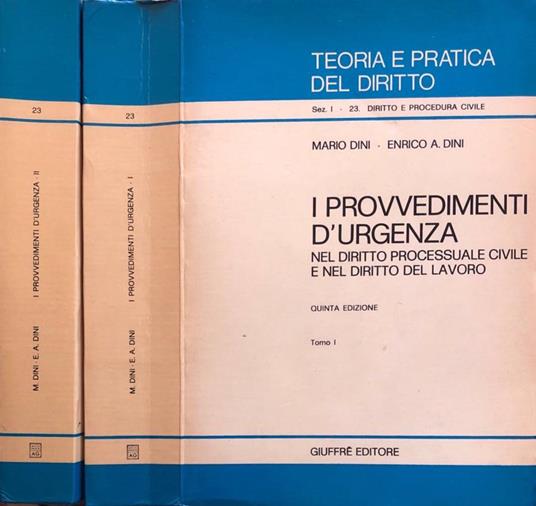 23
I PROVVEDIMENTI D'URGENZA - II
M. DINI - E. A. DINI
23
I PROVVEDIMENTI D'URGENZA - I
M. DINI - E. A. DINI
AG
TEORIA E PRATICA
DEL DIRITTO
Sez. I - 23. DIRITTO E PROCEDURA CIVILE
MARIO DINI - ENRICO A. DINI
I PROVVEDIMENTI
D'URGENZA
NEL DIRITTO PROCESSUALE CIVILE
E NEL DIRITTO DEL LAVORO
QUINTA EDIZIONE
Tomo I
GIUFFRÈ EDITORE